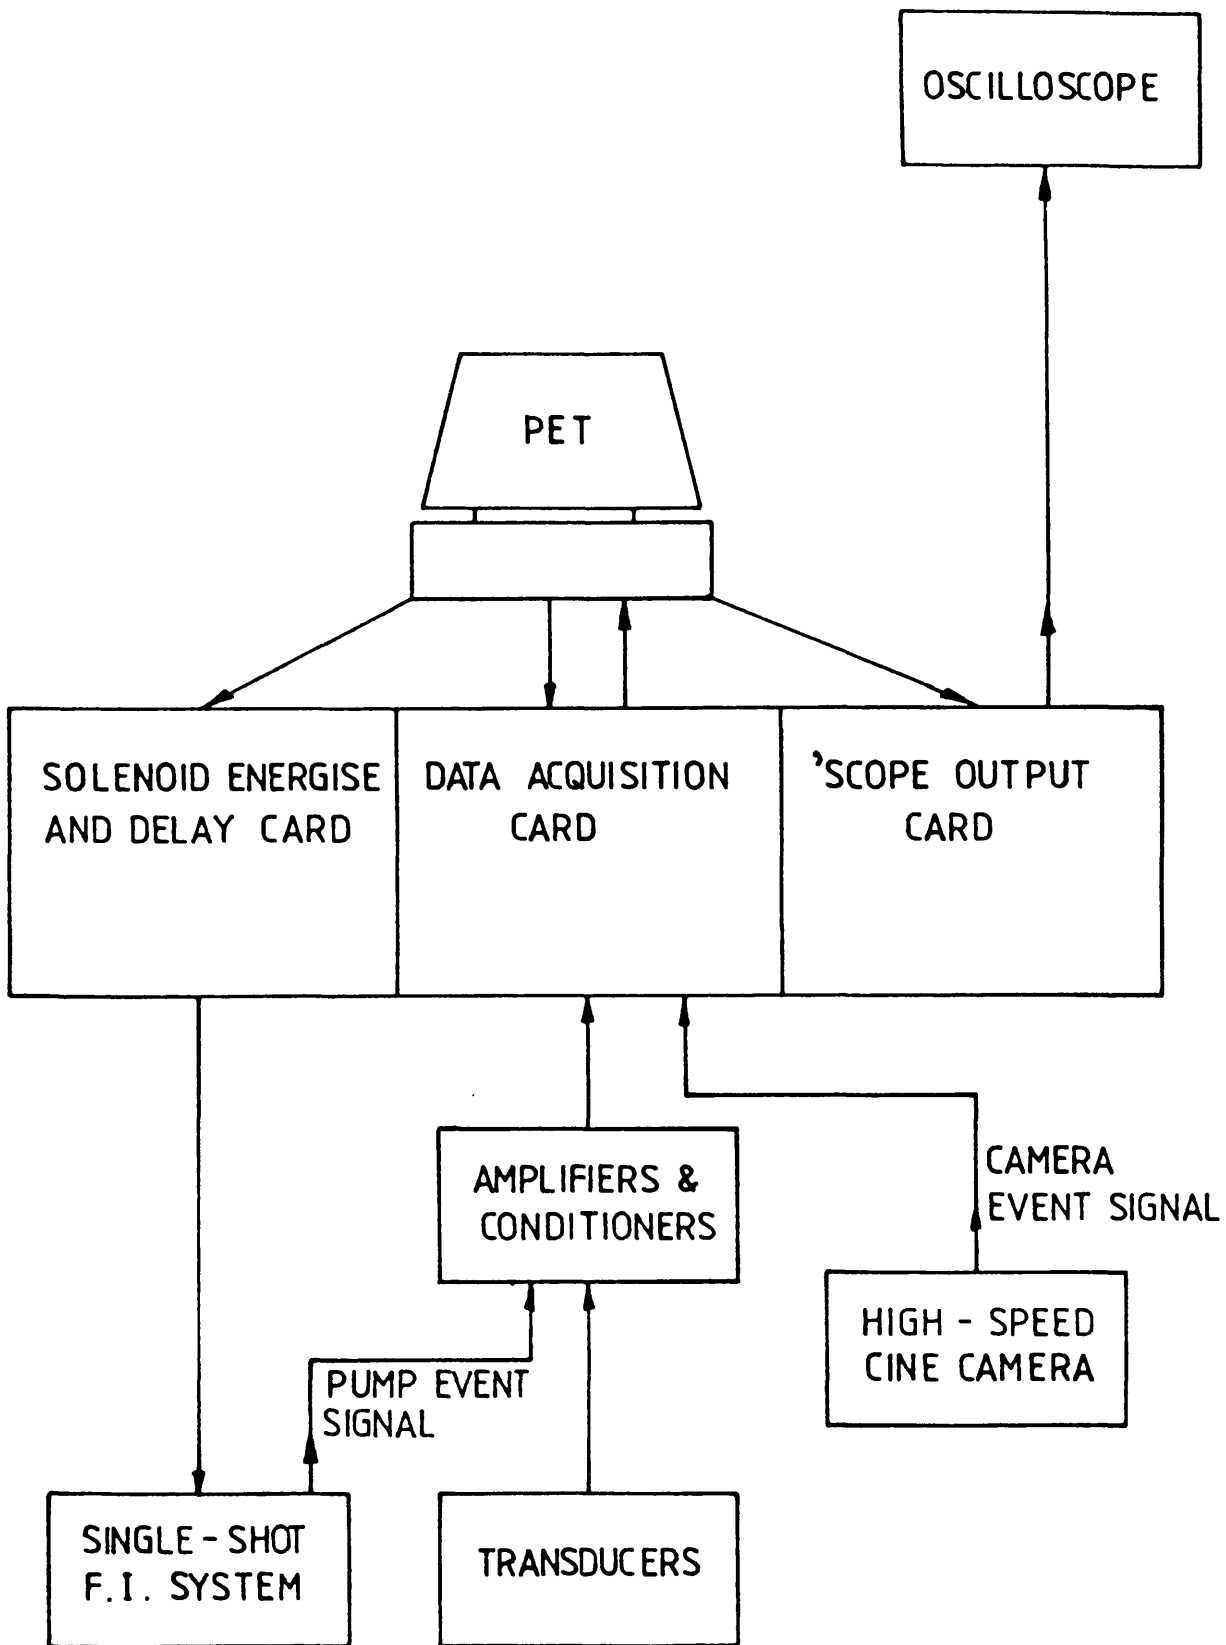 OSCILLOSCOPE
PET
SOLENOID ENERGISE
AND DELAY CARD
DATA ACQUISITION
CARD
'SCOPE OUTPUT
CARD
AMPLIFIERS &
CONDITIONERS
CAMERA
EVENT SIGNAL
HIGH - SPEED
CINE CAMERA
PUMP EVENT
SIGNAL
SINGLE - SHOT
F. I. SYSTEM
TRANSDUCERS